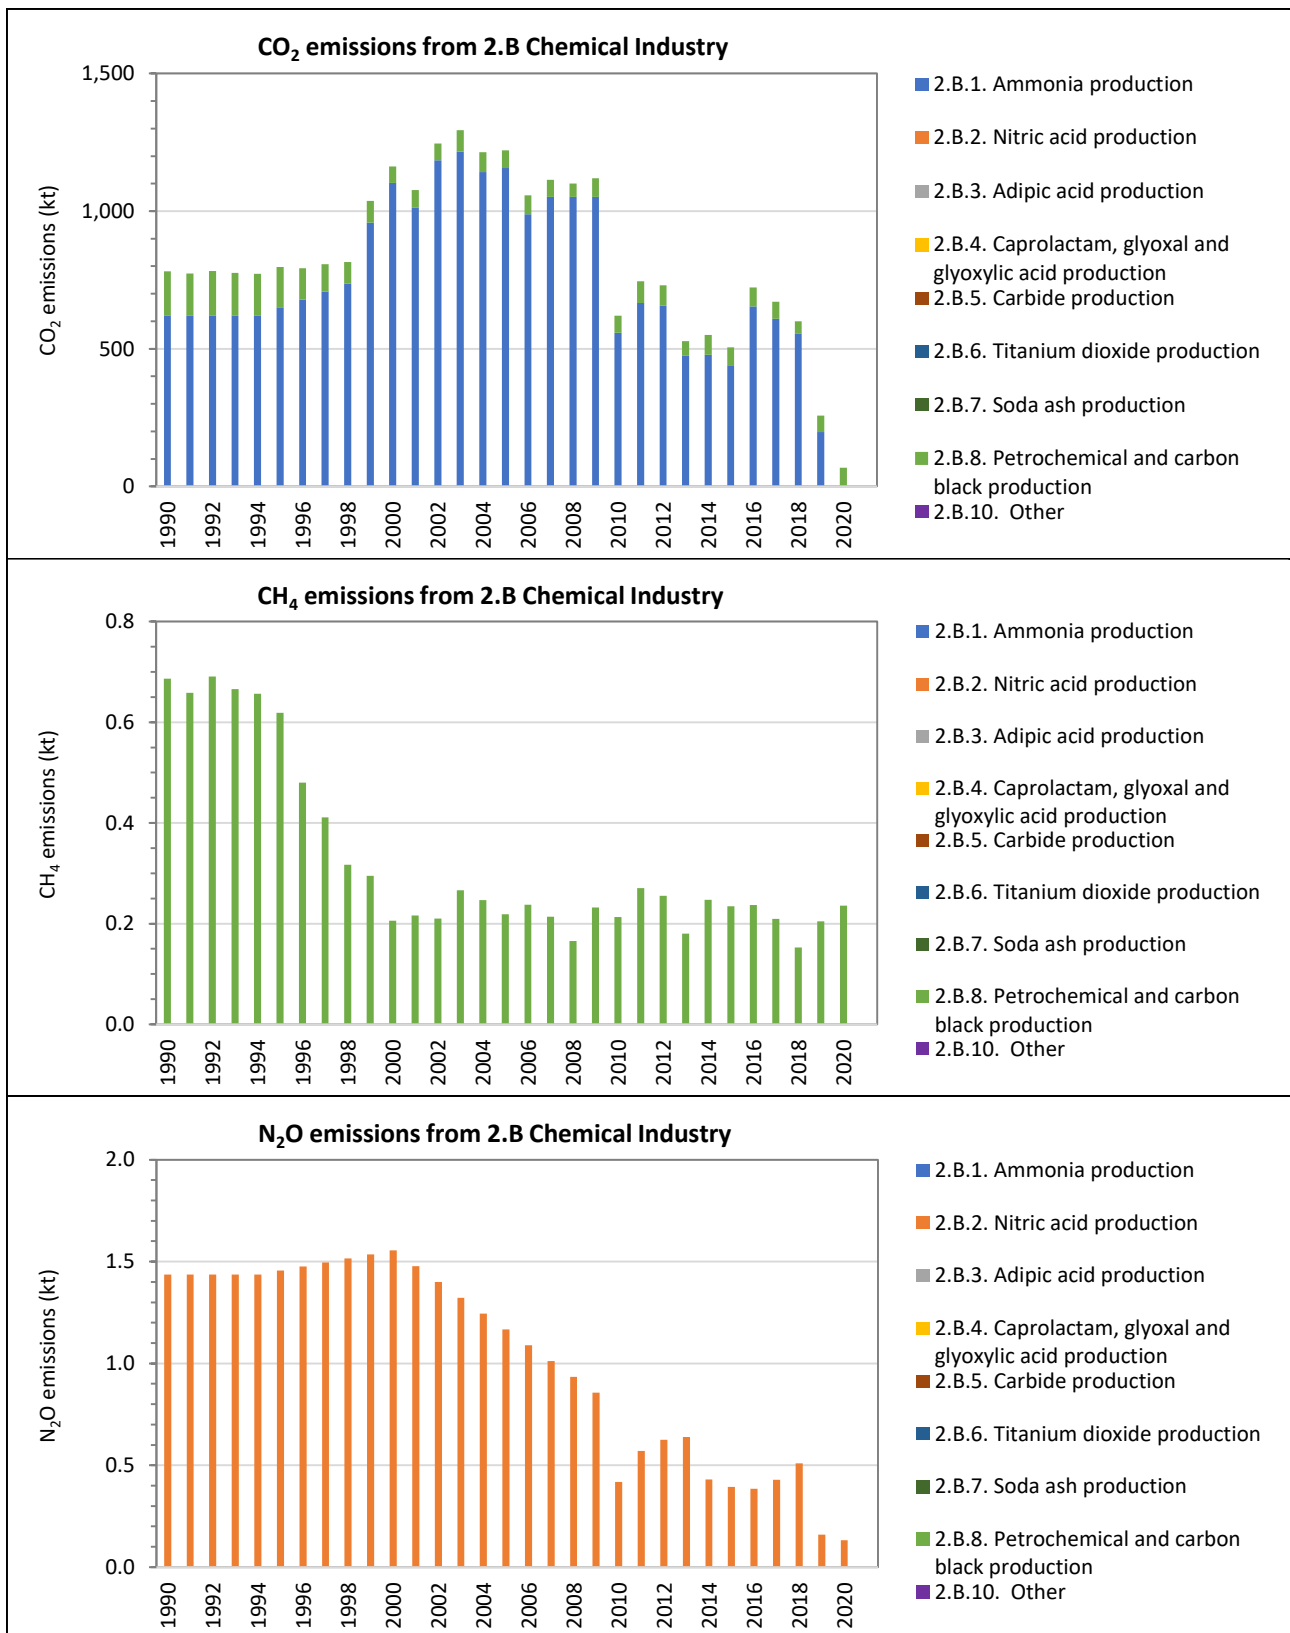 CO₂ emissions from 2.B Chemical Industry
CO₂ emissions (kt)
1,500
1,000
500
0
1990
1992
1994
1996
1998
2000
2002
2004
2006
2008
2010
2012
2014
2016
2018
2020
2.B.1. Ammonia production
2.B.2. Nitric acid production
2.B.3. Adipic acid production
2.B.4. Caprolactam, glyoxal and
glyoxylic acid production
2.B.5. Carbide production
2.B.6. Titanium dioxide production
2.B.7. Soda ash production
2.B.8. Petrochemical and carbon
black production
2.B.10. Other
CH₄ emissions from 2.B Chemical Industry
CH₄ emissions (kt)
0.8
0.6
0.4
0.2
0.0
1990
1992
1994
1996
1998
2000
2002
2004
2006
2008
2010
2012
2014
2016
2018
2020
2.B.1. Ammonia production
2.B.2. Nitric acid production
2.B.3. Adipic acid production
2.B.4. Caprolactam, glyoxal and
glyoxylic acid production
2.B.5. Carbide production
2.B.6. Titanium dioxide production
2.B.7. Soda ash production
2.B.8. Petrochemical and carbon
black production
2.B.10. Other
N₂O emissions from 2.B Chemical Industry
N₂O emissions (kt)
2.0
1.5
1.0
0.5
0.0
1990
1992
1994
1996
1998
2000
2002
2004
2006
2008
2010
2012
2014
2016
2018
2020
2.B.1. Ammonia production
2.B.2. Nitric acid production
2.B.3. Adipic acid production
2.B.4. Caprolactam, glyoxal and
glyoxylic acid production
2.B.5. Carbide production
2.B.6. Titanium dioxide production
2.B.7. Soda ash production
2.B.8. Petrochemical and carbon
black production
2.B.10. Other